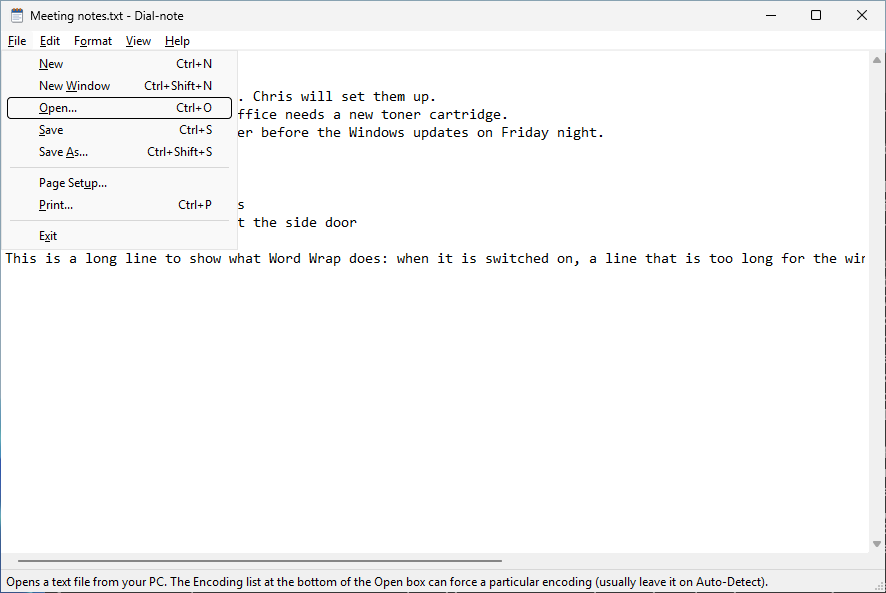 Meeting notes.txt - Dial-note
File Edit Format View Help
New Ctrl+N
New Window Ctrl+Shift+N
Open... Ctrl+O
Save Ctrl+S
Save As... Ctrl+Shift+S
Page Setup...
Print... Ctrl+P
Exit
. Chris will set them up.
ffice needs a new toner cartridge.
er before the Windows updates on Friday night.
s
t the side door
This is a long line to show what Word Wrap does: when it is switched on, a line that is too long for the win
Opens a text file from your PC. The Encoding list at the bottom of the Open box can force a particular encoding (usually leave it on Auto-Detect).